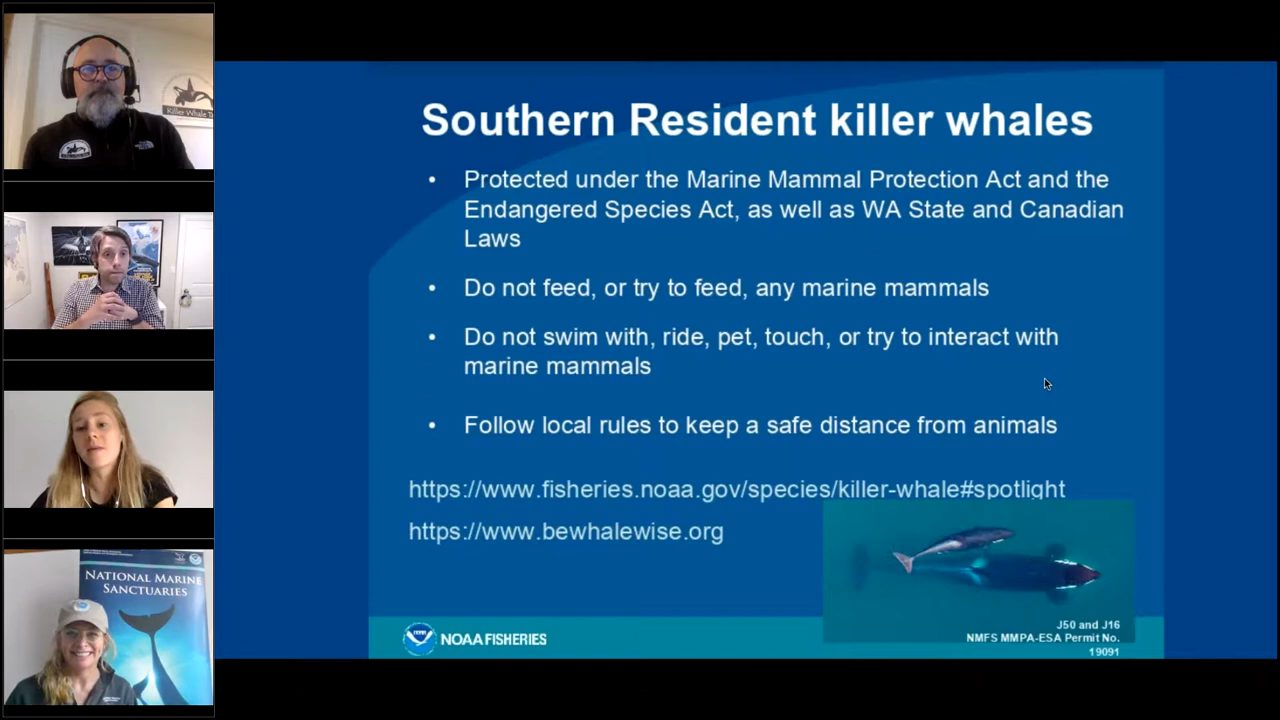 Killer Whale Ta
NATIONAL MARINE
SANCTUARIES
Southern Resident killer whales
• Protected under the Marine Mammal Protection Act and the
Endangered Species Act, as well as WA State and Canadian
Laws
• Do not feed, or try to feed, any marine mammals
• Do not swim with, ride, pet, touch, or try to interact with
marine mammals
• Follow local rules to keep a safe distance from animals
https://www.fisheries.noaa.gov/species/killer-whale#spotlight
https://www.bewhalewise.org
J50 and J16
NMFS MMPA-ESA Permit No.
19091
NOAA FISHERIES